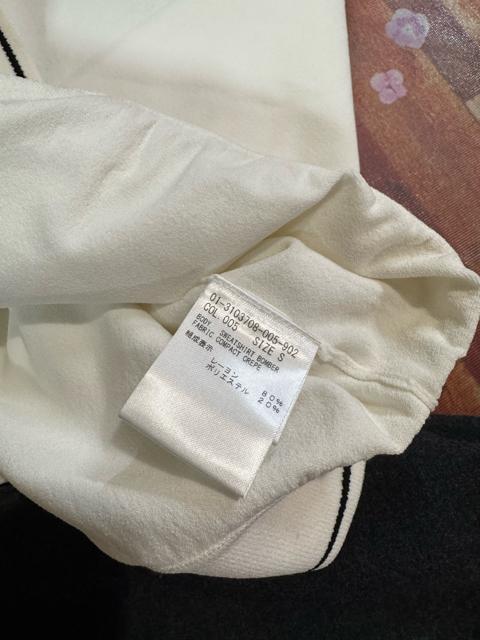 01-3103708-005-902
COL.005 SIZE S
BODY SWEATSHIRT BOMBER
FABRIC COMPACT CREPE
組成表示
レーヨン 80%
ポリエステル 20%